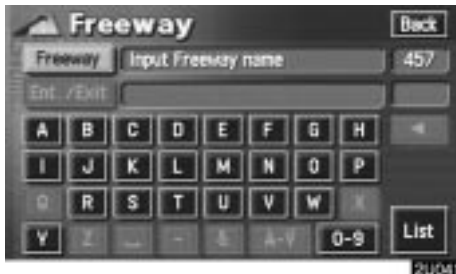 Freeway Back
Freeway Input Freeway name 457
Ent./Exit
A B C D E F G H
I J K L M N O P
Q R S T U V W X
Y Z - & A-V 0-9 List